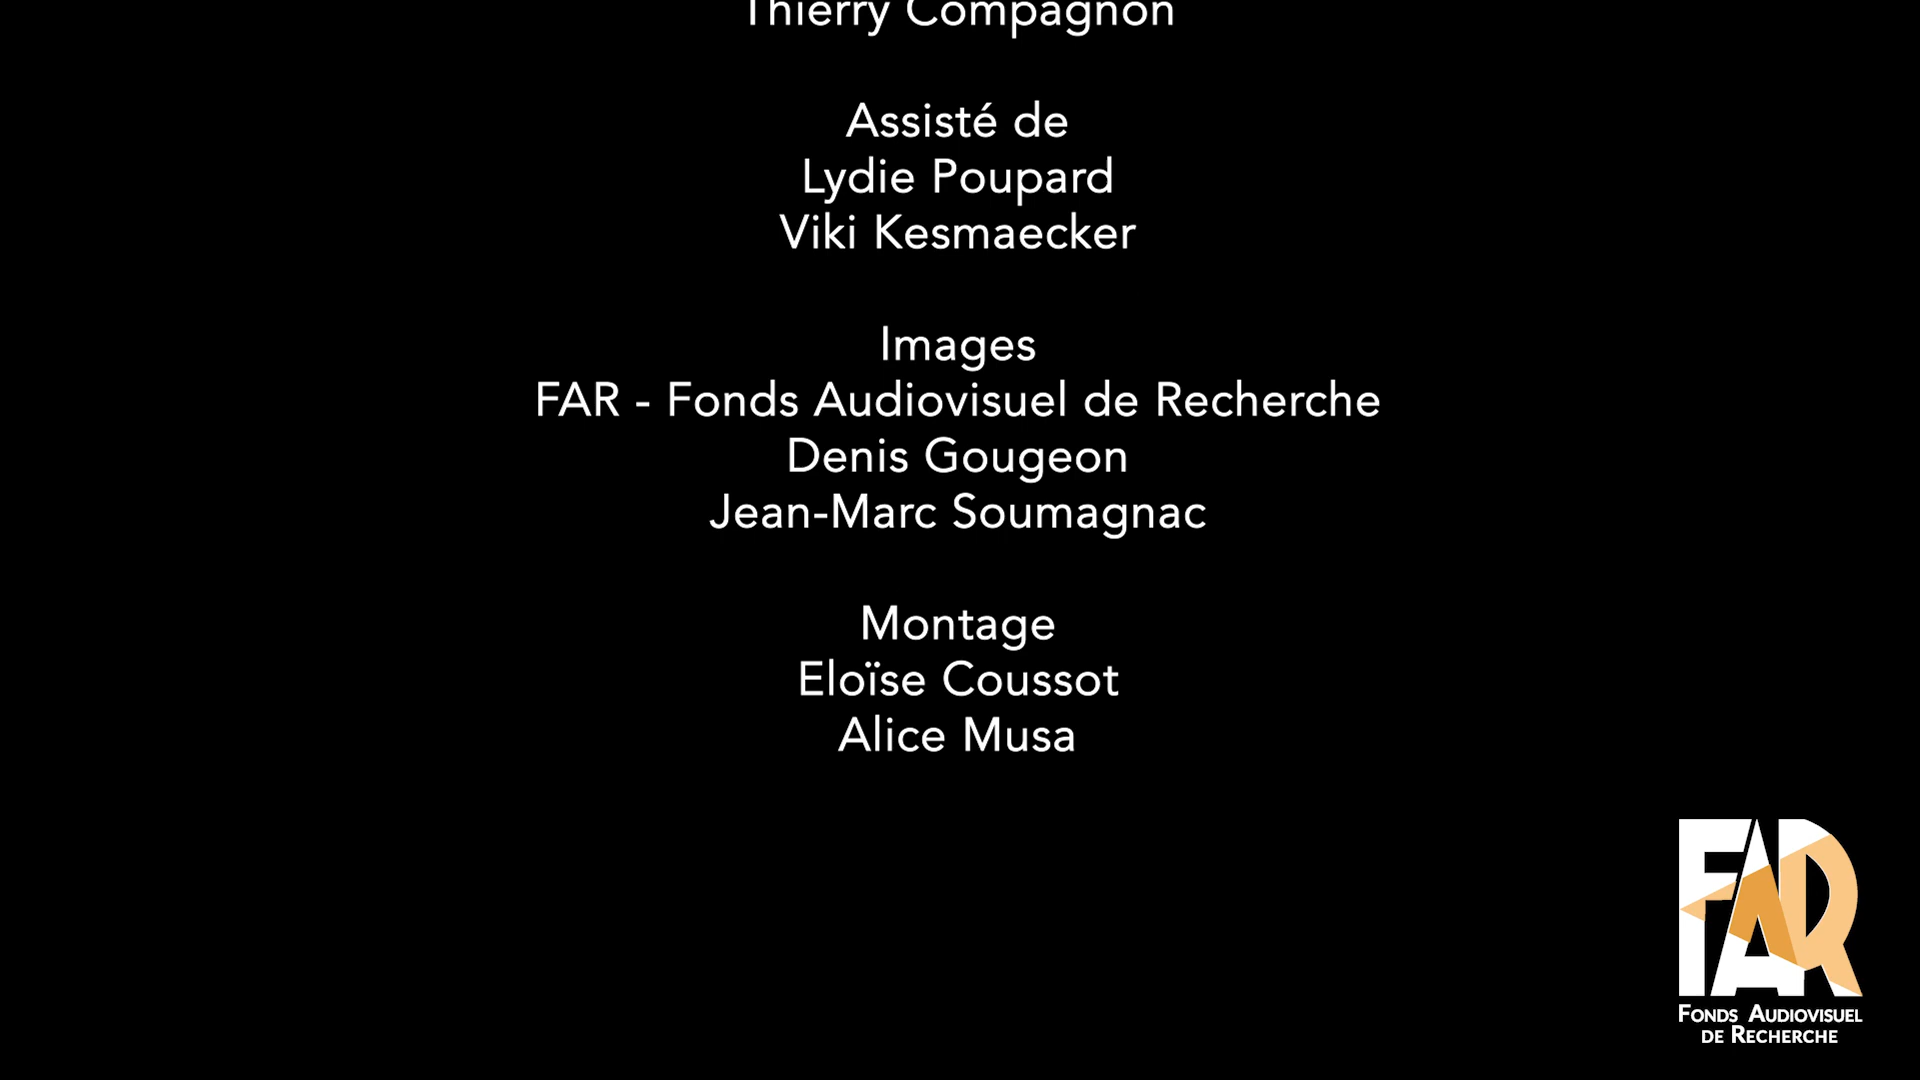 Thierry Compagnon
Assisté de
Lydie Poupard
Viki Kesmaecker
Images
FAR - Fonds Audiovisuel de Recherche
Denis Gougeon
Jean-Marc Soumagnac
Montage
Eloïse Coussot
Alice Musa
FAR
FONDS AUDIOVISUEL
DE RECHERCHE